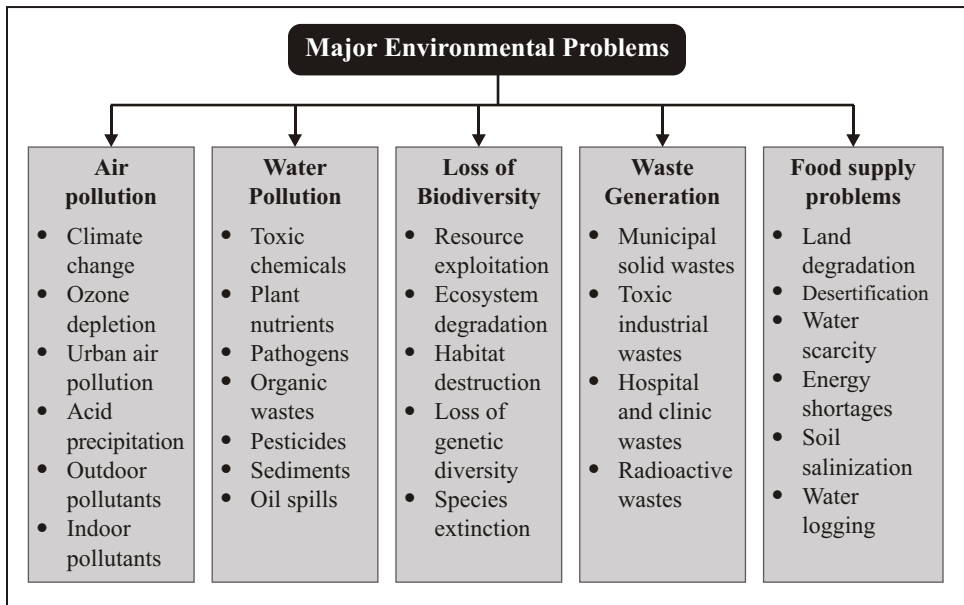 Major Environmental Problems
Air
pollution
• Climate
change
• Ozone
depletion
• Urban air
pollution
• Acid
precipitation
• Outdoor
pollutants
• Indoor
pollutants
Water
Pollution
• Toxic
chemicals
• Plant
nutrients
• Pathogens
• Organic
wastes
• Pesticides
• Sediments
• Oil spills
Loss of
Biodiversity
• Resource
exploitation
• Ecosystem
degradation
• Habitat
destruction
• Loss of
genetic
diversity
• Species
extinction
Waste
Generation
• Municipal
solid wastes
• Toxic
industrial
wastes
• Hospital
and clinic
wastes
• Radioactive
wastes
Food supply
problems
• Land
degradation
• Desertification
• Water
scarcity
• Energy
shortages
• Soil
salinization
• Water
logging